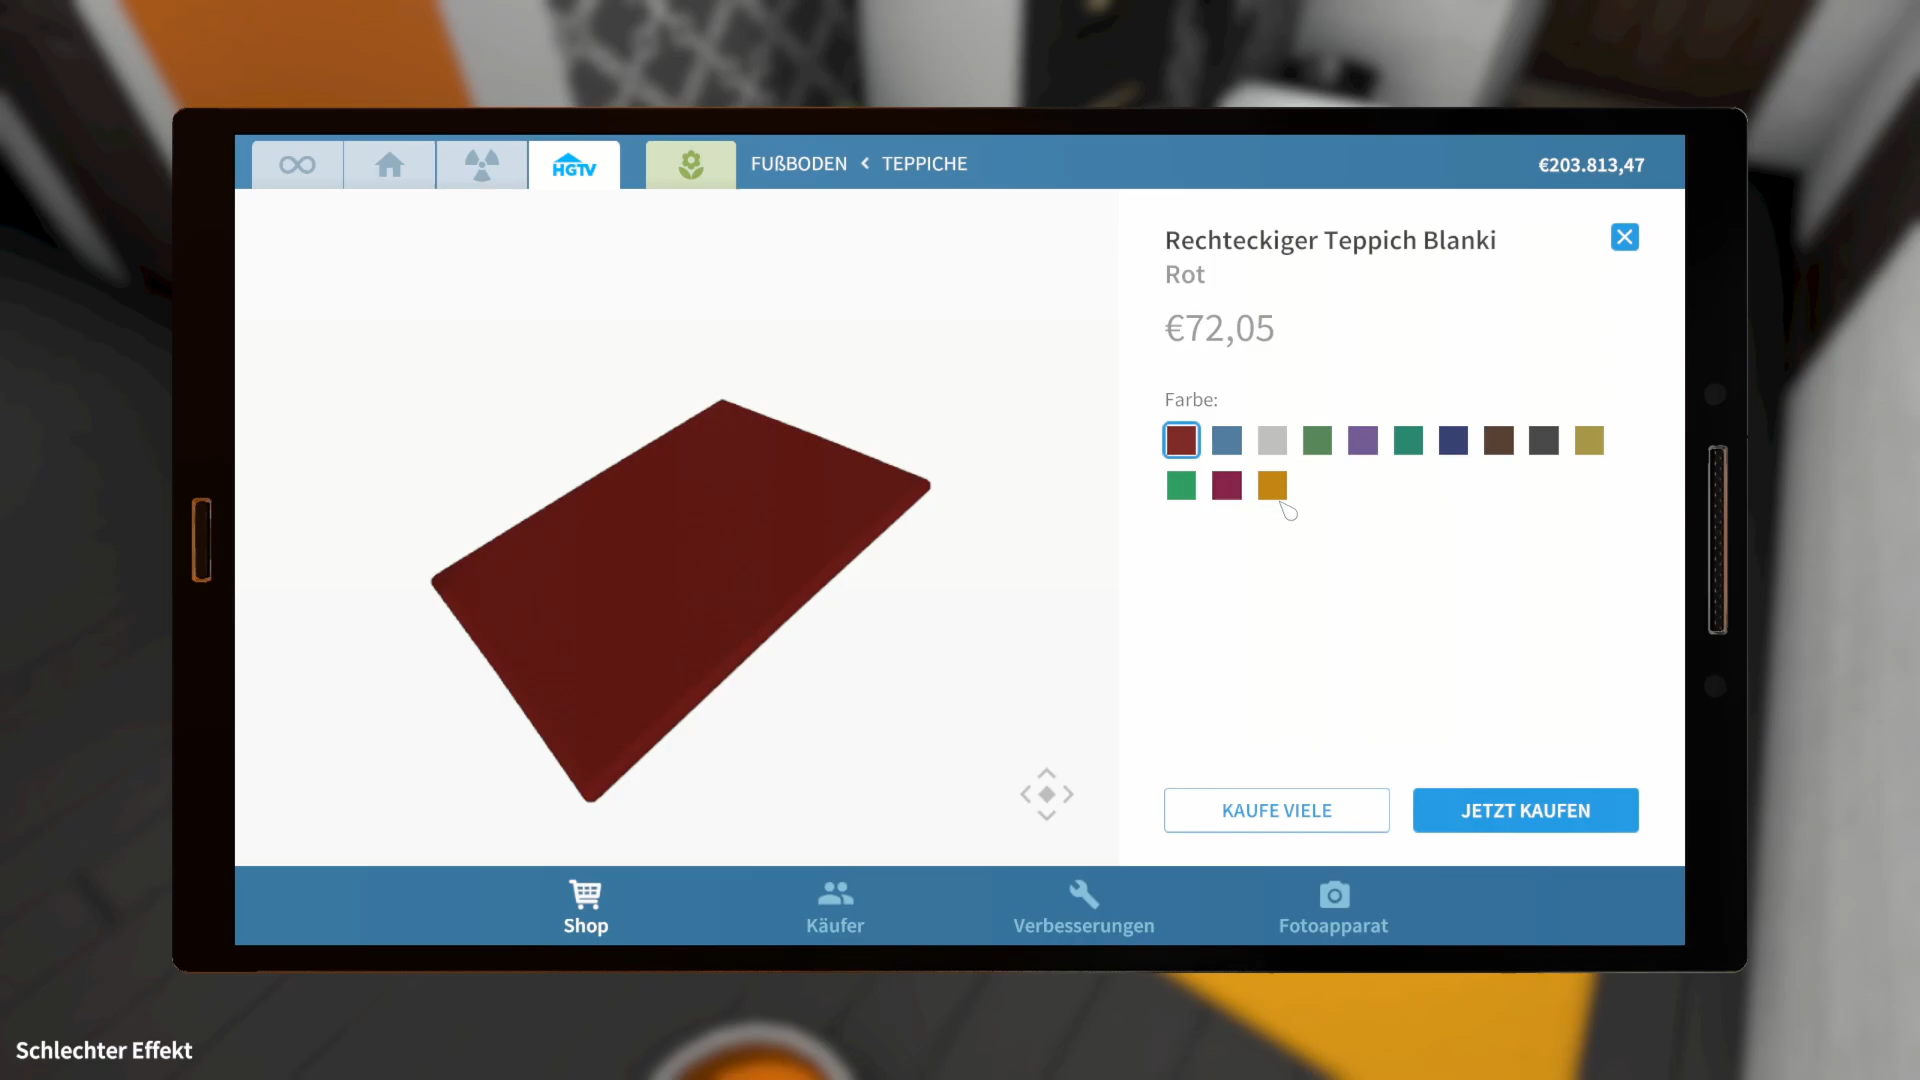 HGTV
FUẞBODEN < TEPPICHE
€203.813,47
Rechteckiger Teppich Blanki
Rot
€72,05
Farbe:
KAUFE VIELE
JETZT KAUFEN
Shop
Käufer
Verbesserungen
Fotoapparat
Schlechter Effekt